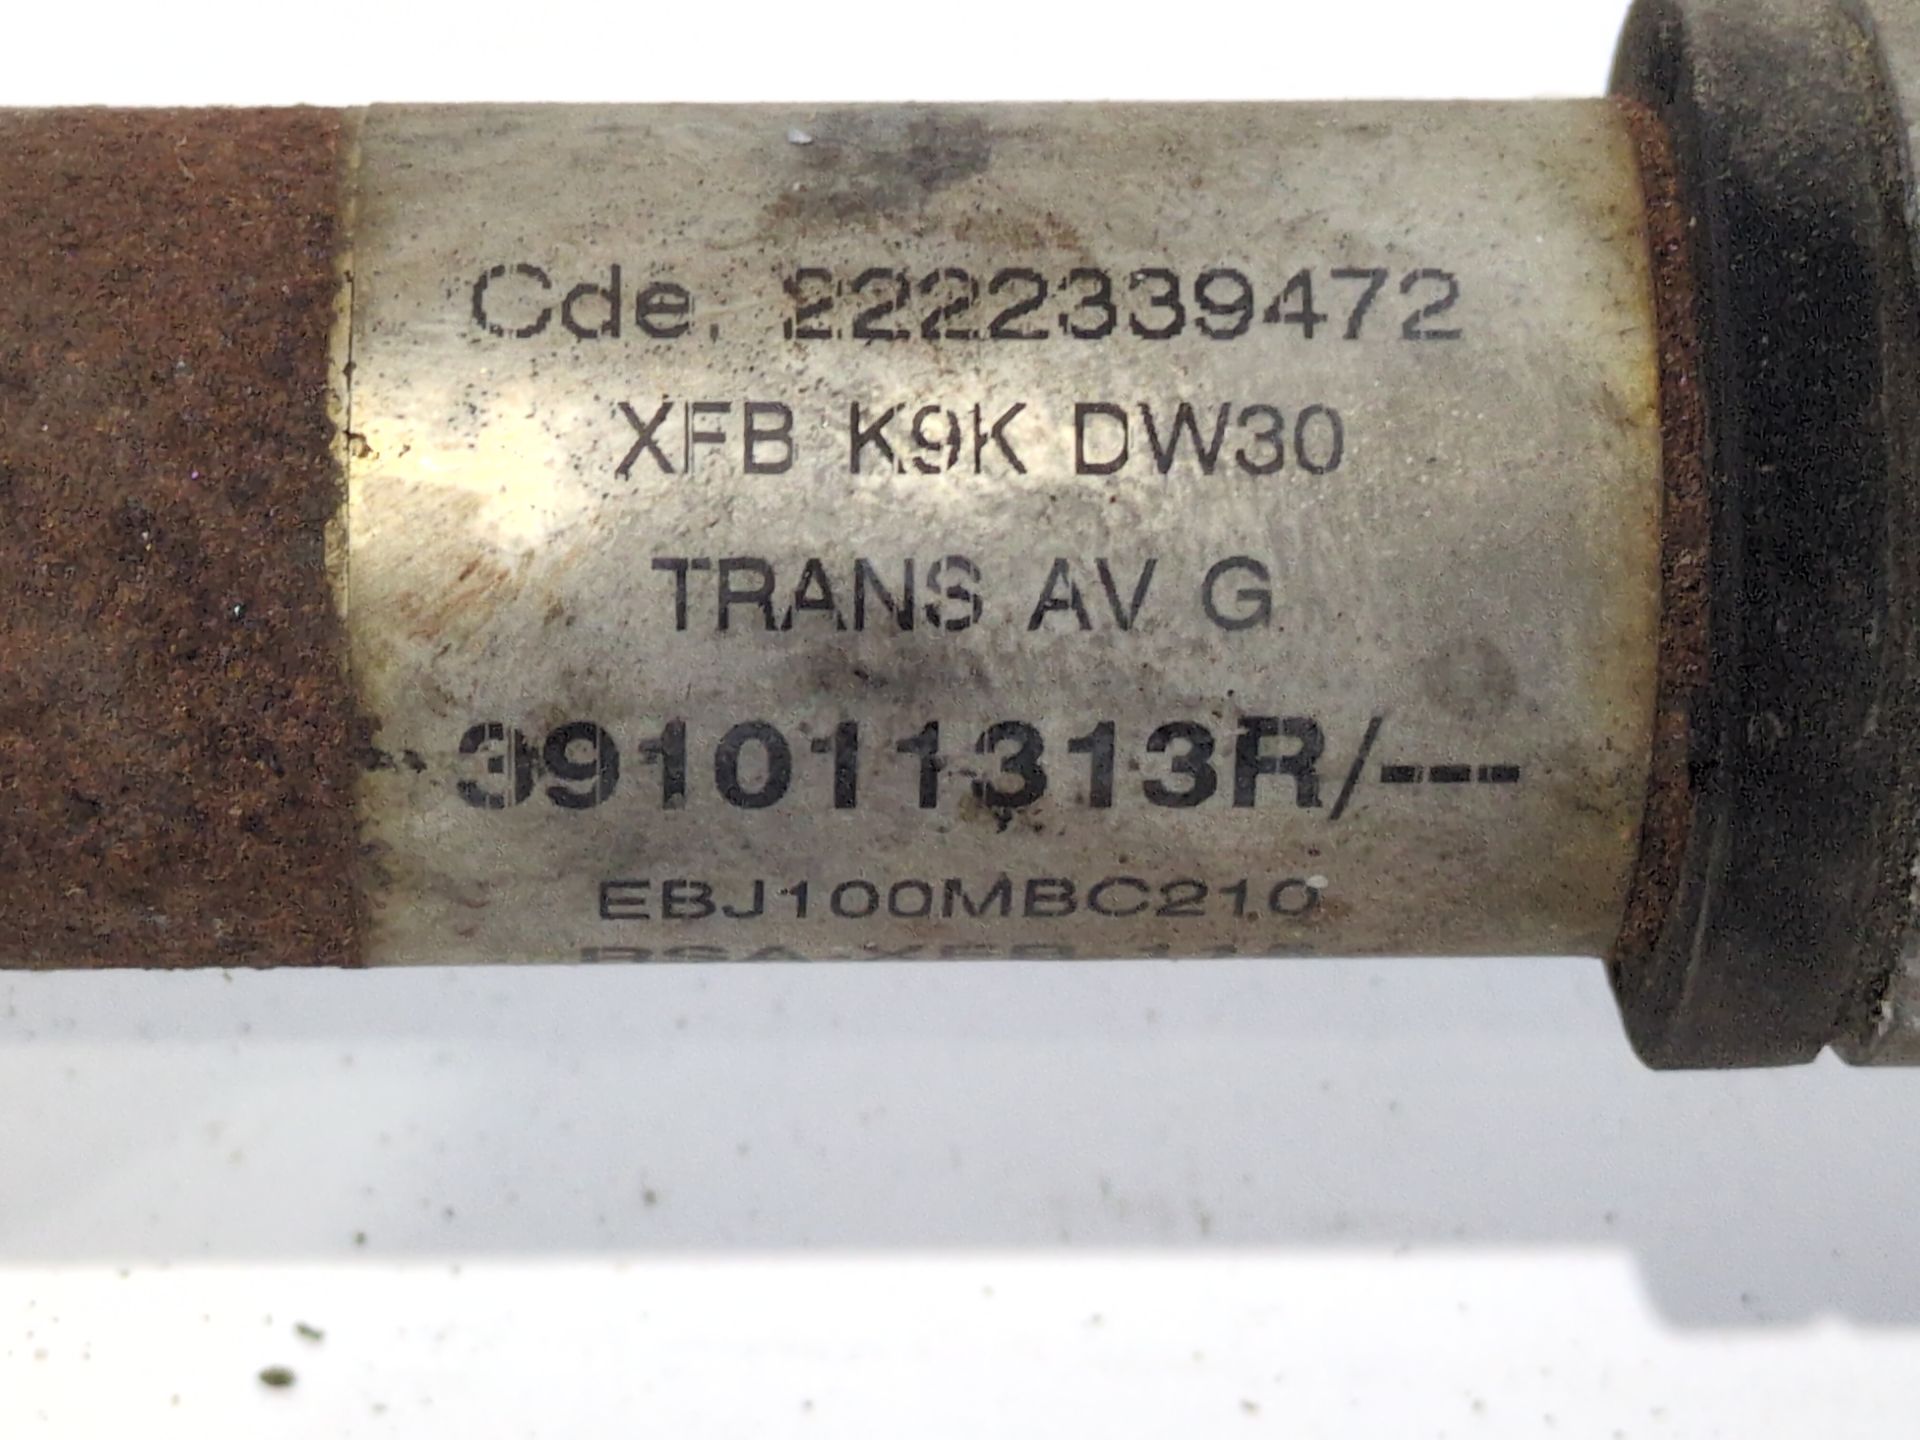 Cde. 2222339472
XFB K9K DW30
TRANS AV G
391011313R/---
EBJ100MBC210